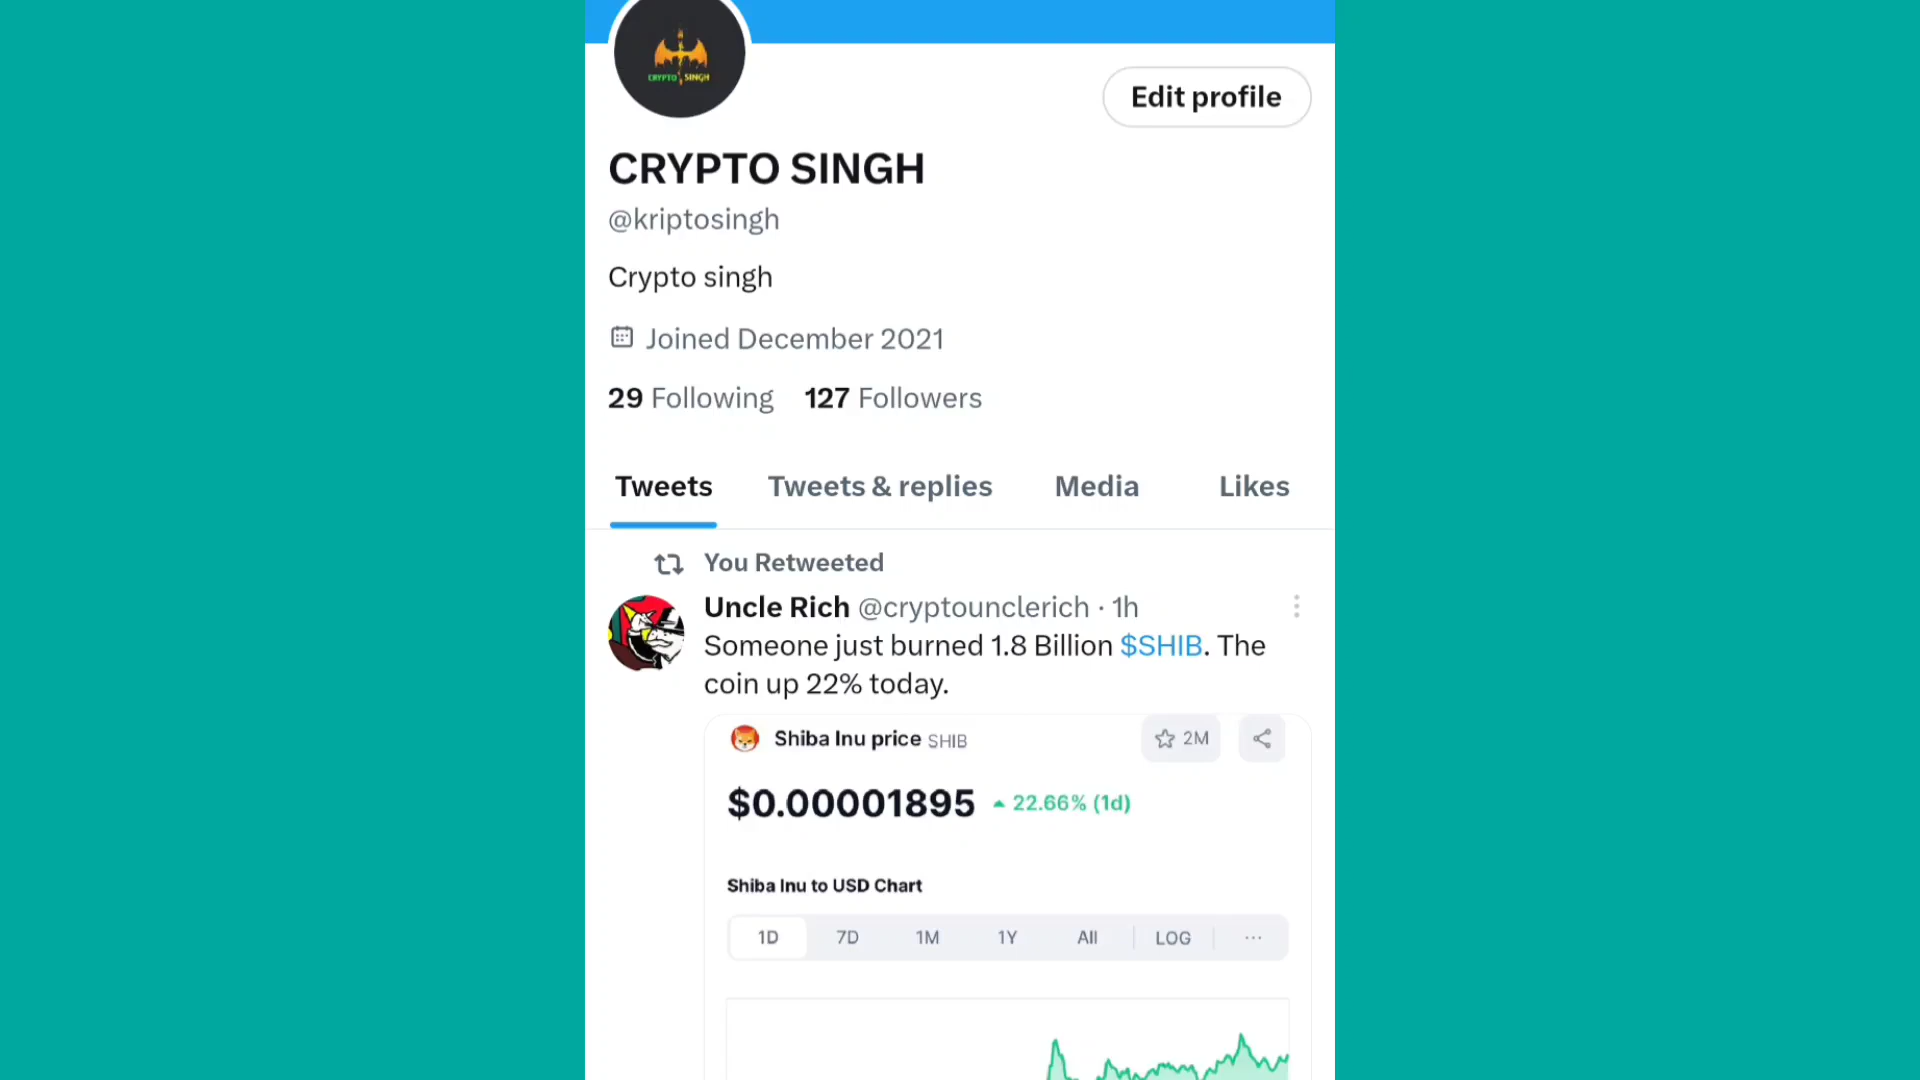 CRYPTO SINGH
Edit profile
CRYPTO SINGH
@kriptosingh
Crypto singh
Joined December 2021
29 Following 127 Followers
Tweets Tweets & replies Media Likes
You Retweeted
Uncle Rich @cryptounclerich · 1h
Someone just burned 1.8 Billion $SHIB. The
coin up 22% today.
Shiba Inu price SHIB 2M
$0.00001895 22.66% (1d)
Shiba Inu to USD Chart
1D 7D 1M 1Y All LOG ...